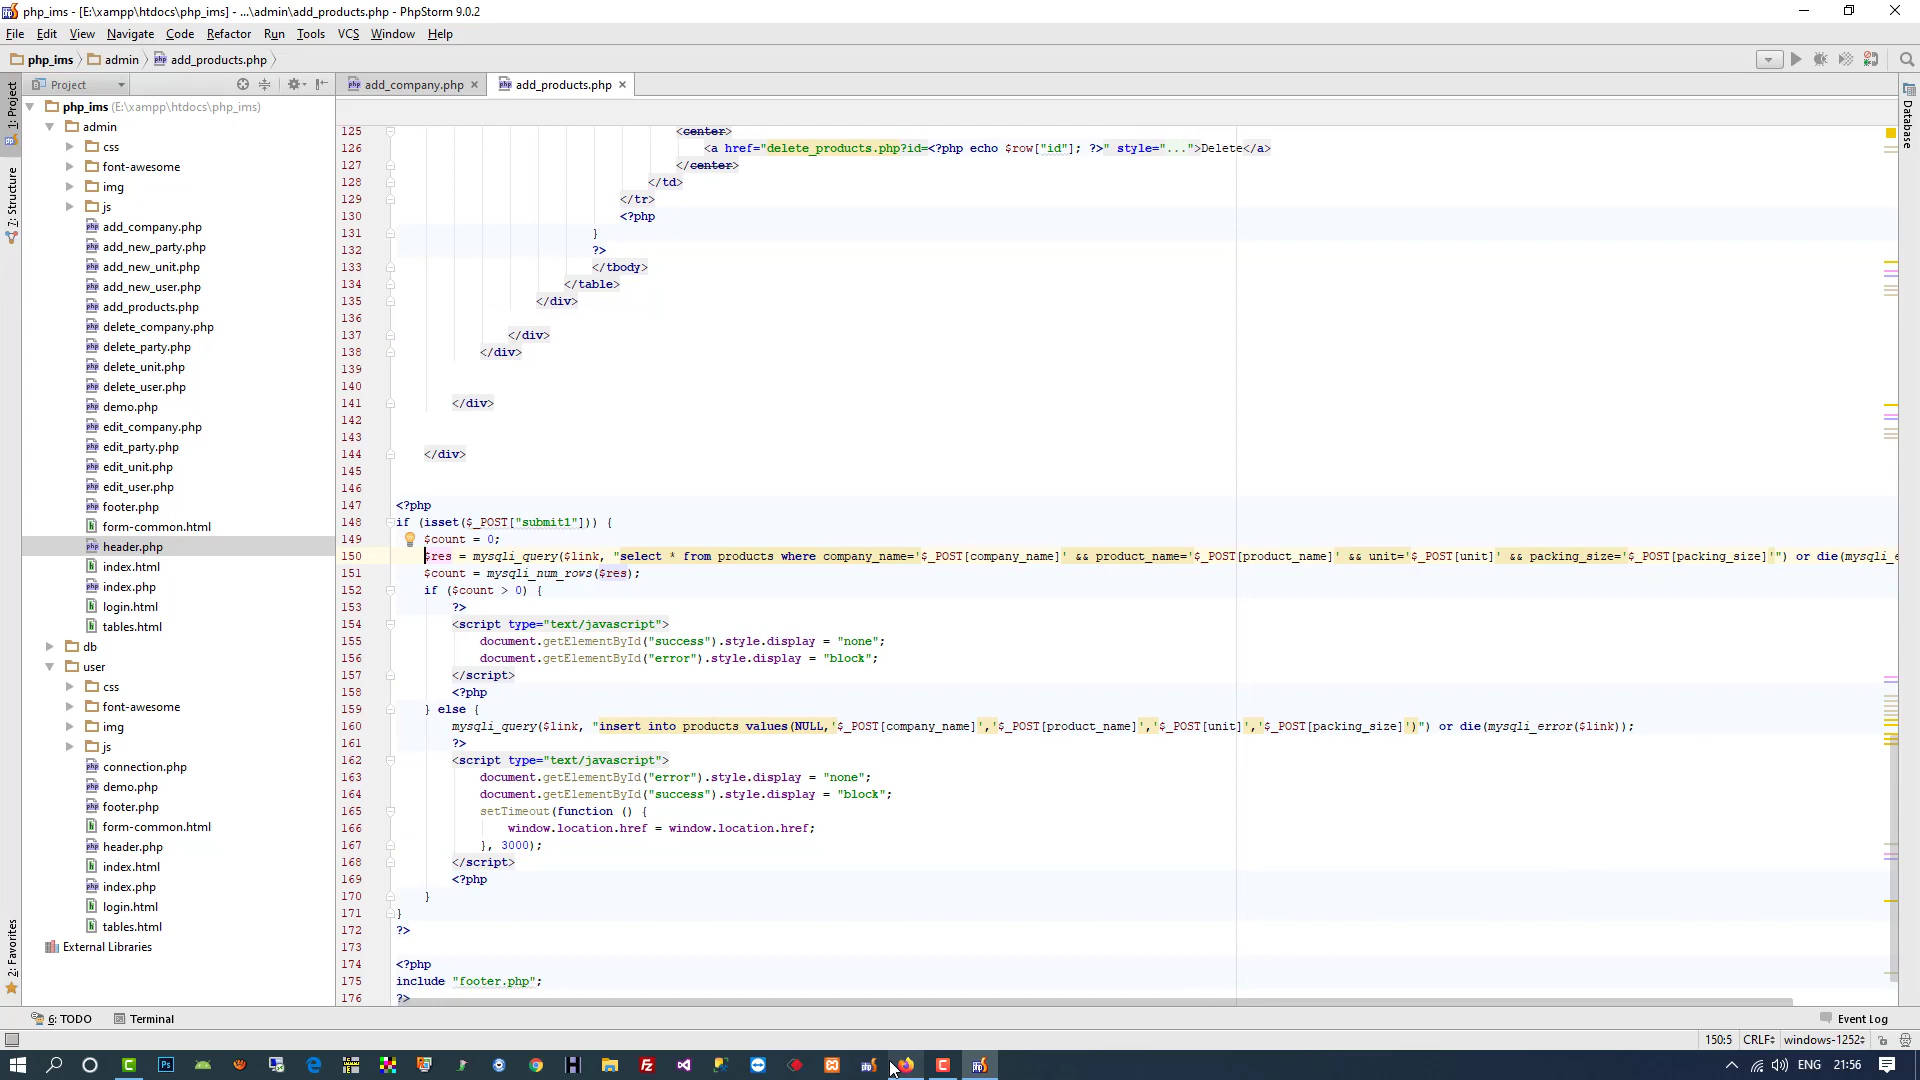 php_ims - [E:\xampp\htdocs\php_ims] - ...\admin\add_products.php - PhpStorm 9.0.2
File Edit View Navigate Code Refactor Run Tools VCS Window Help
php_ims admin add_products.php
Project
add_company.php
add_products.php
1: Project
7: Structure
2: Favorites
Database
php_ims (E:\xampp\htdocs\php_ims)
admin
css
font-awesome
img
js
add_company.php
add_new_party.php
add_new_unit.php
add_new_user.php
add_products.php
delete_company.php
delete_party.php
delete_unit.php
delete_user.php
demo.php
edit_company.php
edit_party.php
edit_unit.php
edit_user.php
footer.php
form-common.html
header.php
index.html
index.php
login.html
tables.html
db
user
css
font-awesome
img
js
connection.php
demo.php
footer.php
form-common.html
header.php
index.html
index.php
login.html
tables.html
External Libraries
125 <center>
126 <a href="delete_products.php?id=<?php echo $row["id"]; ?>" style="...">Delete</a>
127 </center>
128 </td>
129 </tr>
130 <?php
131 }
132 ?>
133 </tbody>
134 </table>
135 </div>
136
137 </div>
138 </div>
139
140
141 </div>
142
143
144 </div>
145
146
147 <?php
148 if (isset($_POST["submit1"])) {
149 $count = 0;
150 $res = mysqli_query($link, "select * from products where company_name='$_POST[company_name]' && product_name='$_POST[product_name]' && unit='$_POST[unit]' && packing_size='$_POST[packing_size]'") or die(mysqli_e
151 $count = mysqli_num_rows($res);
152 if ($count > 0) {
153 ?>
154 <script type="text/javascript">
155 document.getElementById("success").style.display = "none";
156 document.getElementById("error").style.display = "block";
157 </script>
158 <?php
159 } else {
160 mysqli_query($link, "insert into products values(NULL,'$_POST[company_name]','$_POST[product_name]','$_POST[unit]','$_POST[packing_size]')") or die(mysqli_error($link));
161 ?>
162 <script type="text/javascript">
163 document.getElementById("error").style.display = "none";
164 document.getElementById("success").style.display = "block";
165 setTimeout(function () {
166 window.location.href = window.location.href;
167 }, 3000);
168 </script>
169 <?php
170 }
171 }
172 ?>
173
174 <?php
175 include "footer.php";
176 ?>
6: TODO Terminal Event Log
150:5 CRLF windows-1252
ENG 21:56